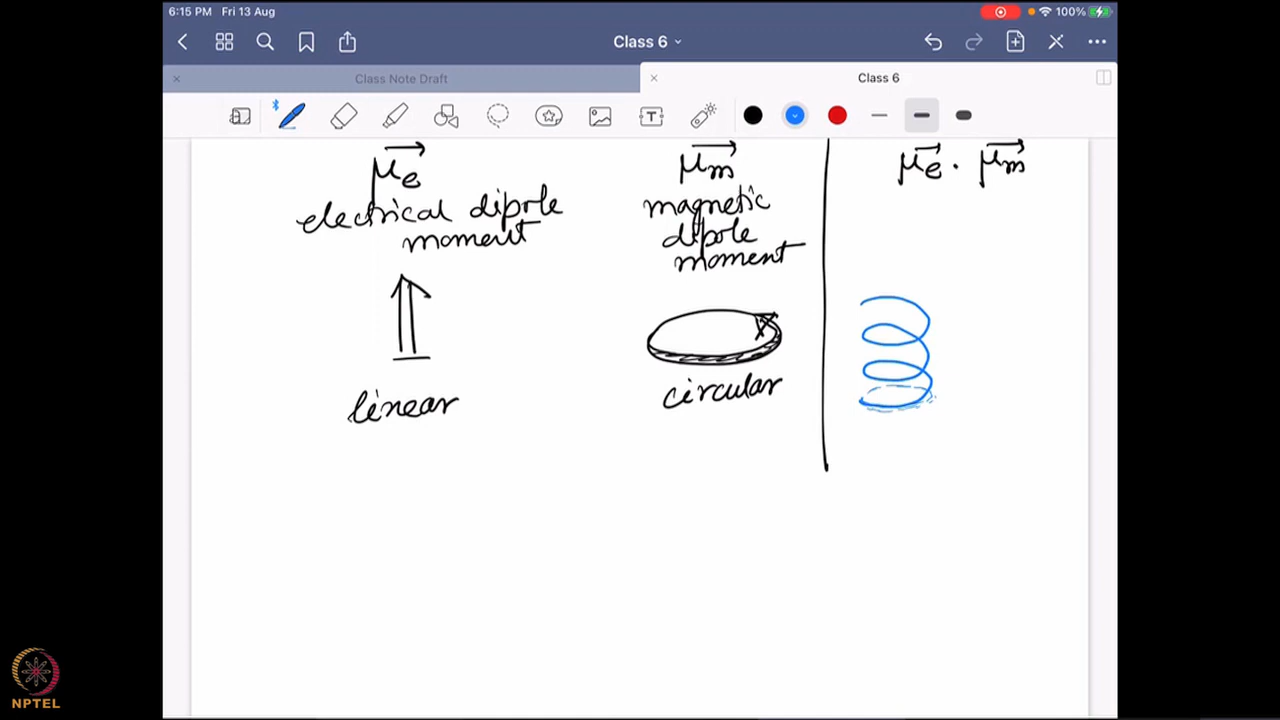 6:15 PM Fri 13 Aug
100%
Class 6
Class Note Draft
Class 6
T
μe
electrical dipole
moment
linear
μm
magnetic
dipole
moment
circular
μe · μm
NPTEL